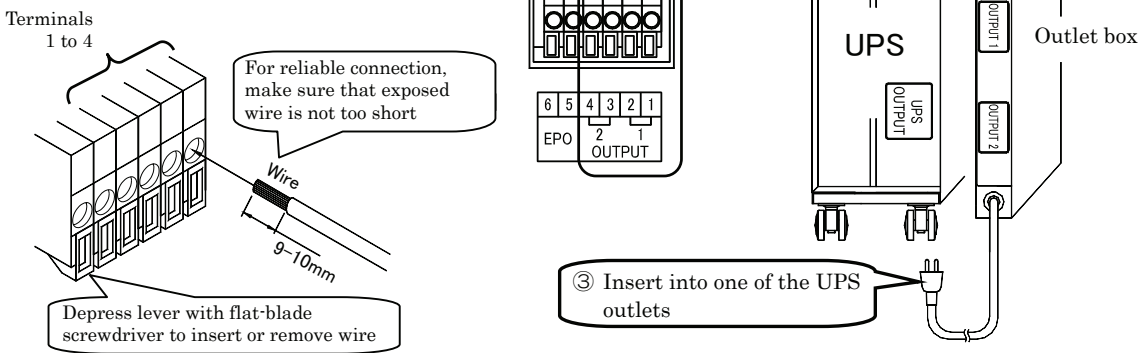 Terminals
1 to 4
For reliable connection,
make sure that exposed
wire is not too short
Wire
9-10mm
Depress lever with flat-blade
screwdriver to insert or remove wire
6 5 4 3 2 1
EPO 2 1
OUTPUT
UPS
UPS
OUTPUT
OUTPUT 1
OUTPUT 2
Outlet box
③ Insert into one of the UPS
outlets